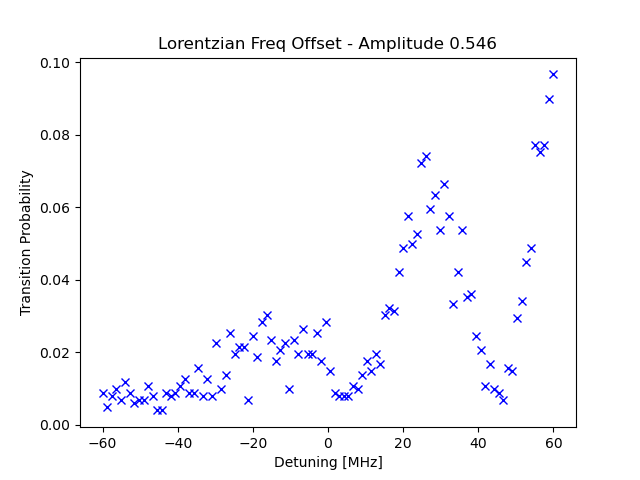 Lorentzian Freq Offset - Amplitude 0.546
Transition Probability
0.10
0.08
0.06
0.04
0.02
0.00
−60 −40 −20 0 20 40 60
Detuning [MHz]